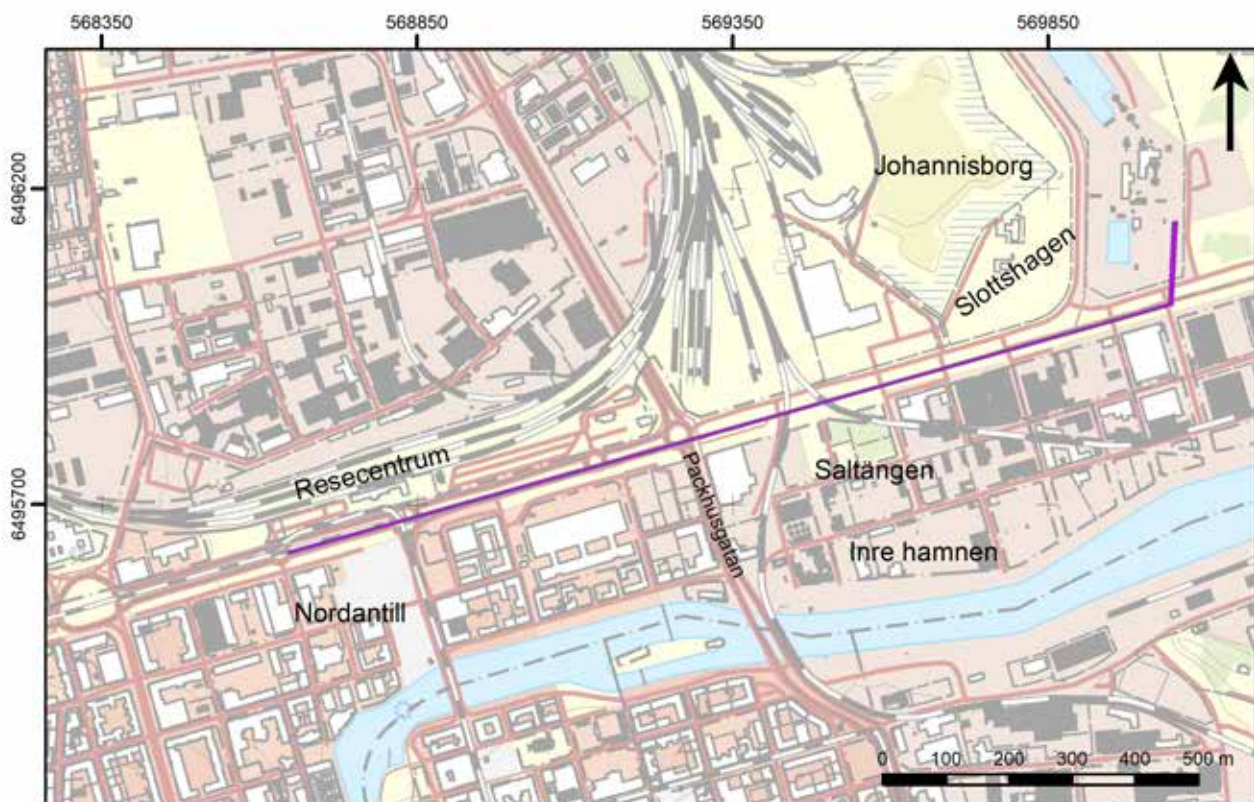 568350
568850
569350
569850
6496200
Johannisborg
Slottshagen
Resecentrum
Packhusgatan
Saltängen
6495700
Inre hamnen
Nordantill
0 100 200 300 400 500 m